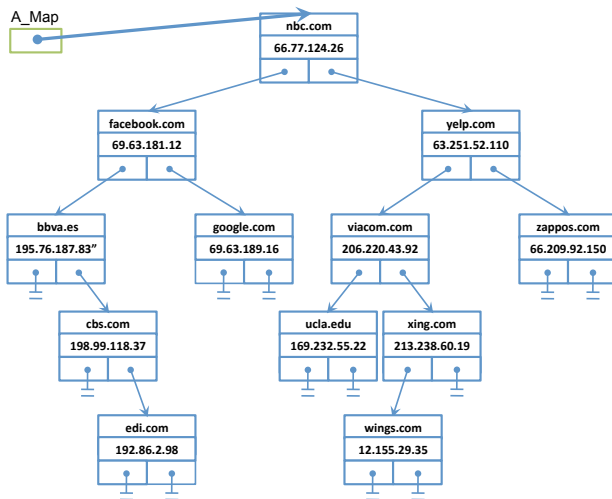 A_Map
nbc.com
66.77.124.26
facebook.com
69.63.181.12
yelp.com
63.251.52.110
bbva.es
195.76.187.83”
google.com
69.63.189.16
viacom.com
206.220.43.92
zappos.com
66.209.92.150
cbs.com
198.99.118.37
ucla.edu
169.232.55.22
xing.com
213.238.60.19
edi.com
192.86.2.98
wings.com
12.155.29.35